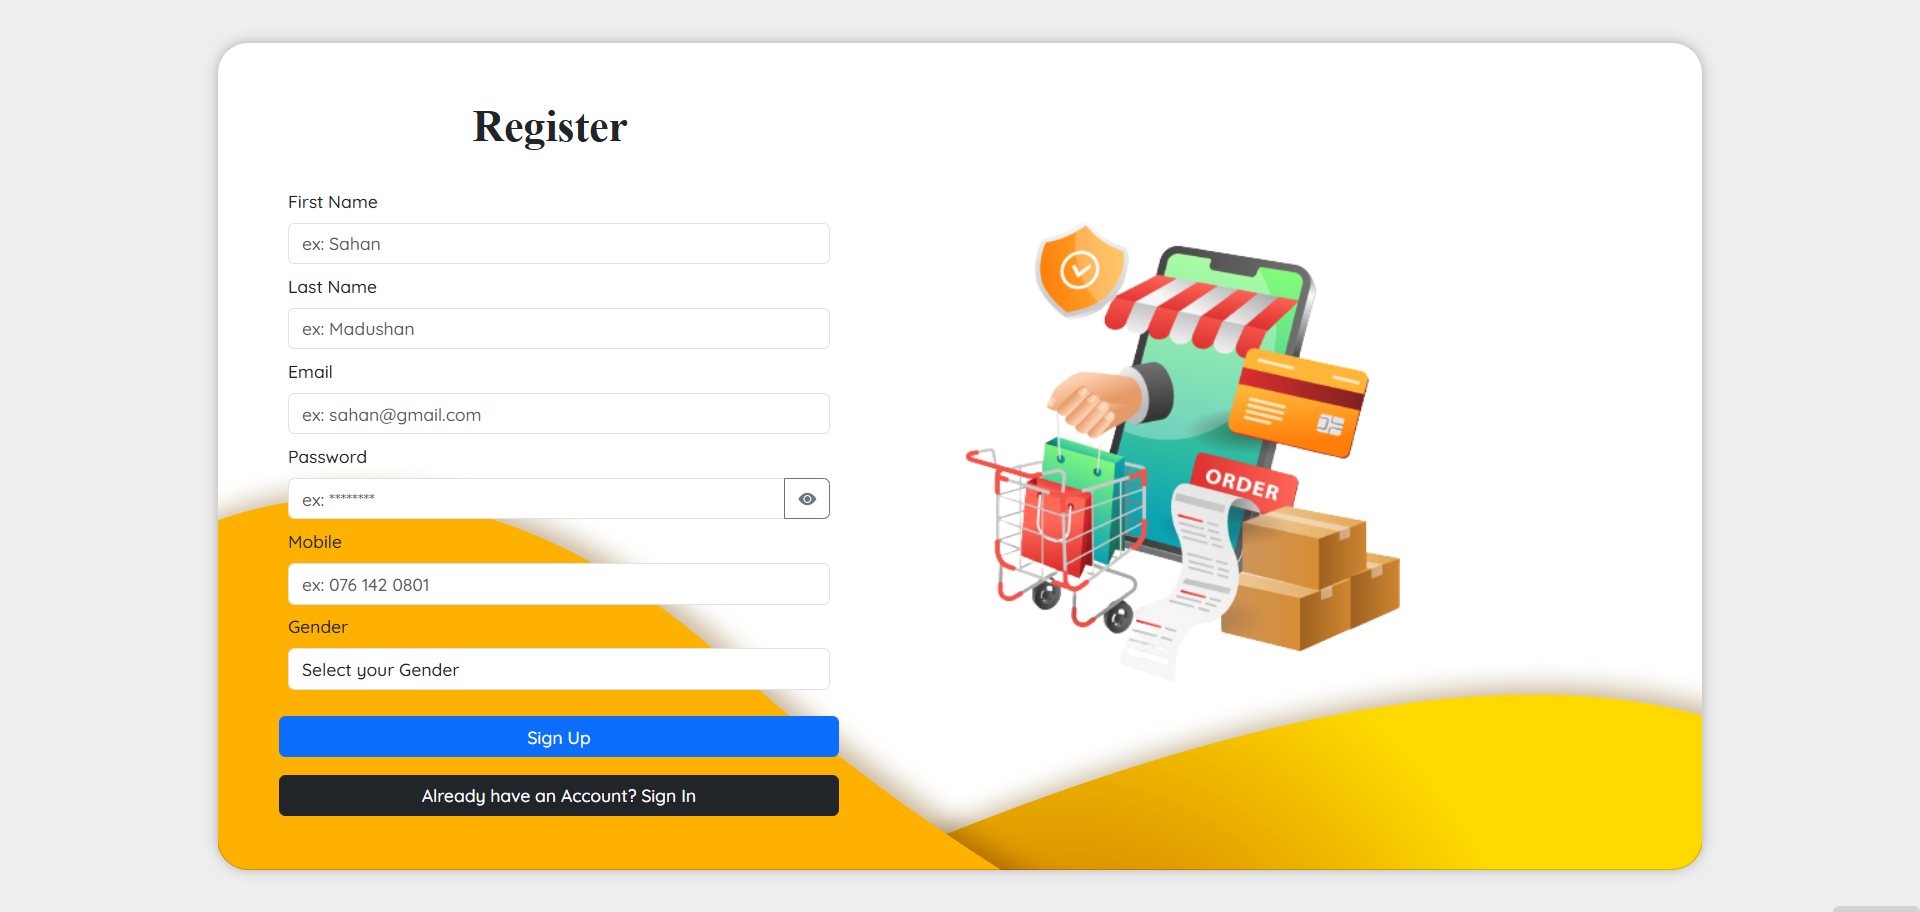 Register
First Name
ex: Sahan
Last Name
ex: Madushan
Email
ex: sahan@gmail.com
Password
ex: ********
Mobile
ex: 076 142 0801
Gender
Select your Gender
Sign Up
Already have an Account? Sign In
ORDER